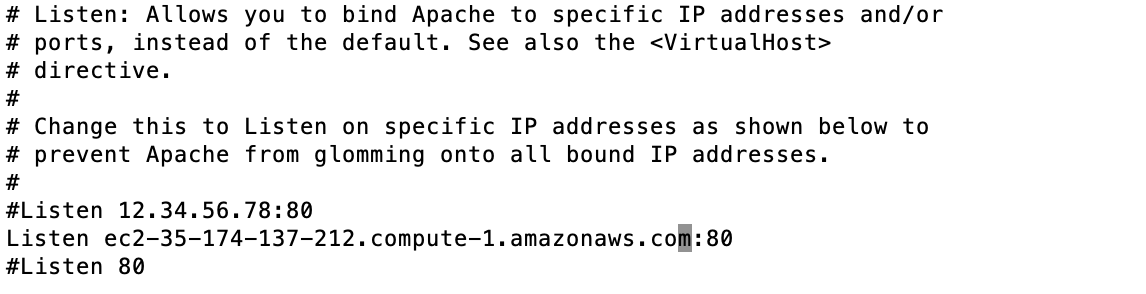 # Listen: Allows you to bind Apache to specific IP addresses and/or
# ports, instead of the default. See also the <VirtualHost>
# directive.
#
# Change this to Listen on specific IP addresses as shown below to
# prevent Apache from glomming onto all bound IP addresses.
#
#Listen 12.34.56.78:80
Listen ec2-35-174-137-212.compute-1.amazonaws.com:80
#Listen 80